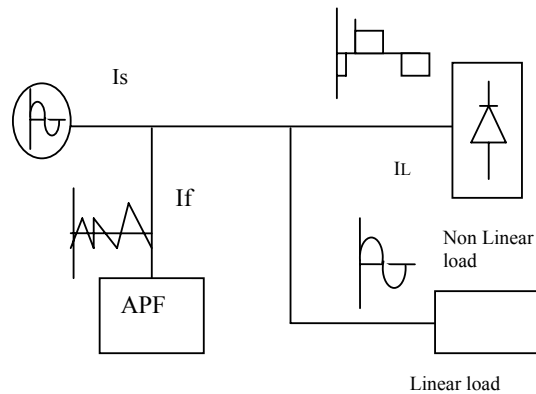 Is
IL
If
Non Linear
load
APF
Linear load